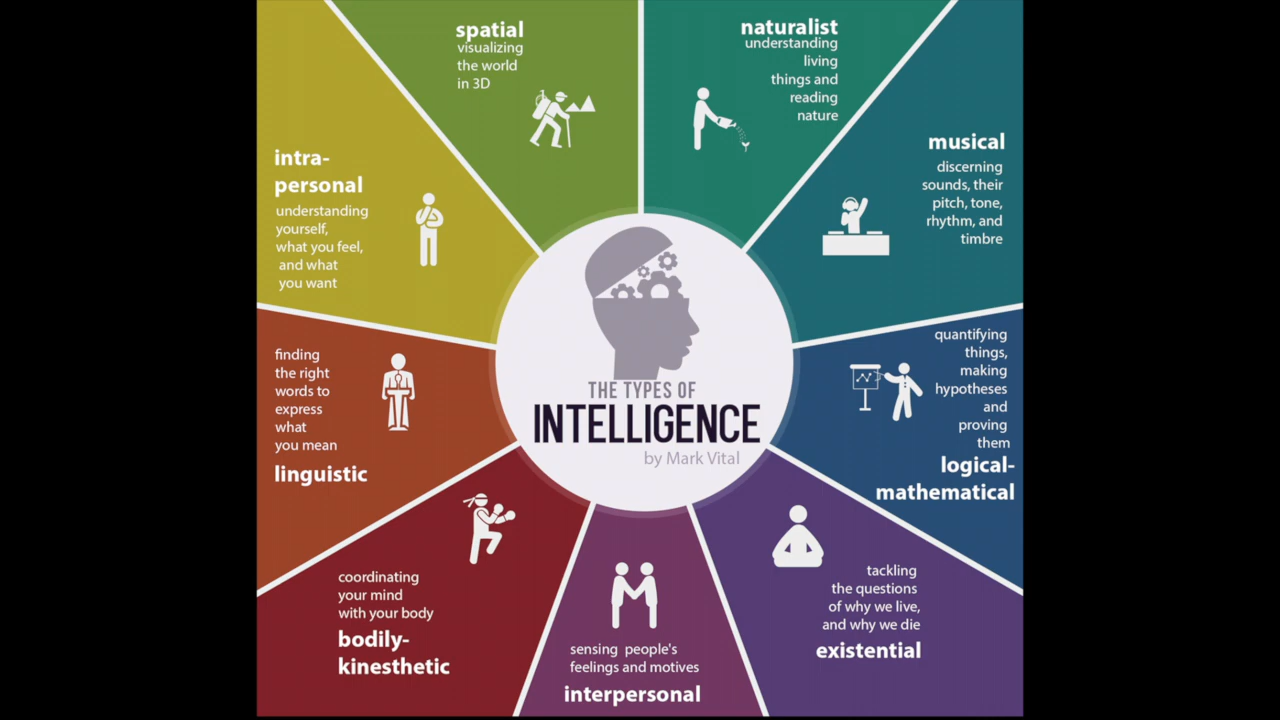 spatial
visualizing
the world
in 3D
naturalist
understanding
living
things and
reading
nature
musical
discerning
sounds, their
pitch, tone,
rhythm, and
timbre
quantifying
things,
making
hypotheses
and
proving
them
logical-
mathematical
tackling
the questions
of why we live,
and why we die
existential
sensing people's
feelings and motives
interpersonal
coordinating
your mind
with your body
bodily-
kinesthetic
finding
the right
words to
express
what
you mean
linguistic
intra-
personal
understanding
yourself,
what you feel,
and what
you want
THE TYPES OF
INTELLIGENCE
by Mark Vital